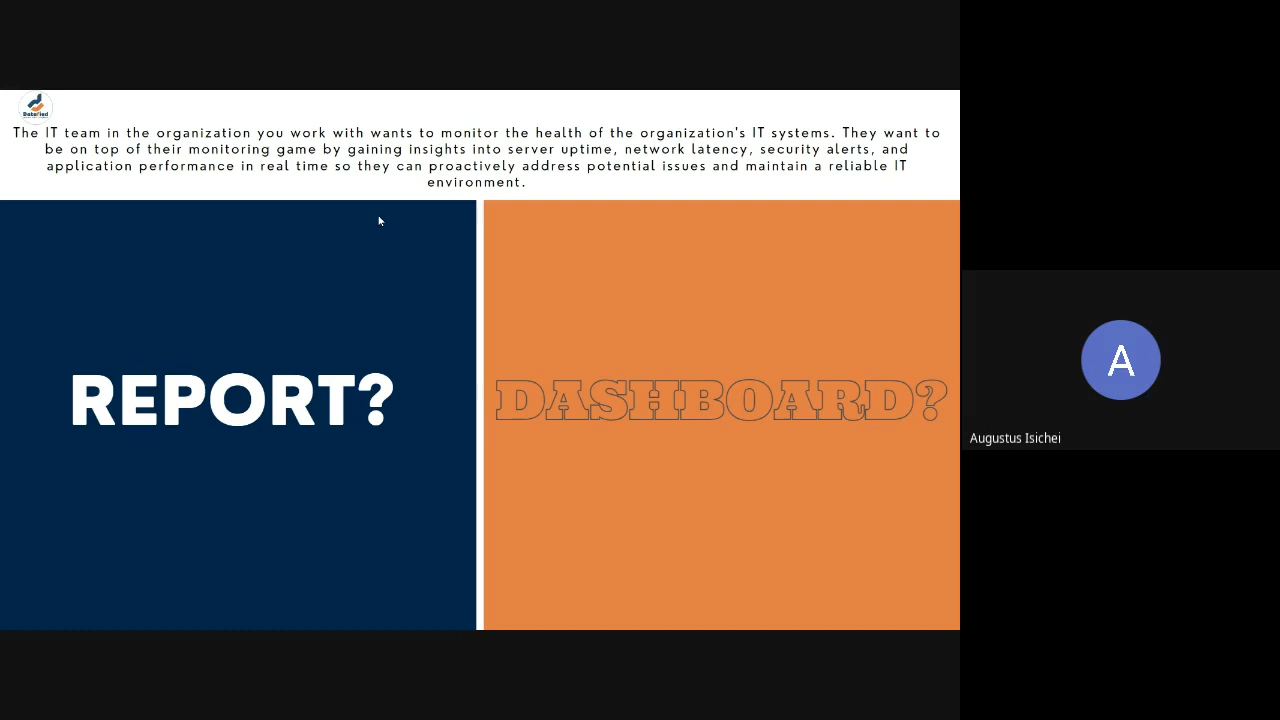 DataFied
The IT team in the organization you work with wants to monitor the health of the organization's IT systems. They want to
be on top of their monitoring game by gaining insights into server uptime, network latency, security alerts, and
application performance in real time so they can proactively address potential issues and maintain a reliable IT
environment.
REPORT?
DASHBOARD?
A
Augustus Isichei